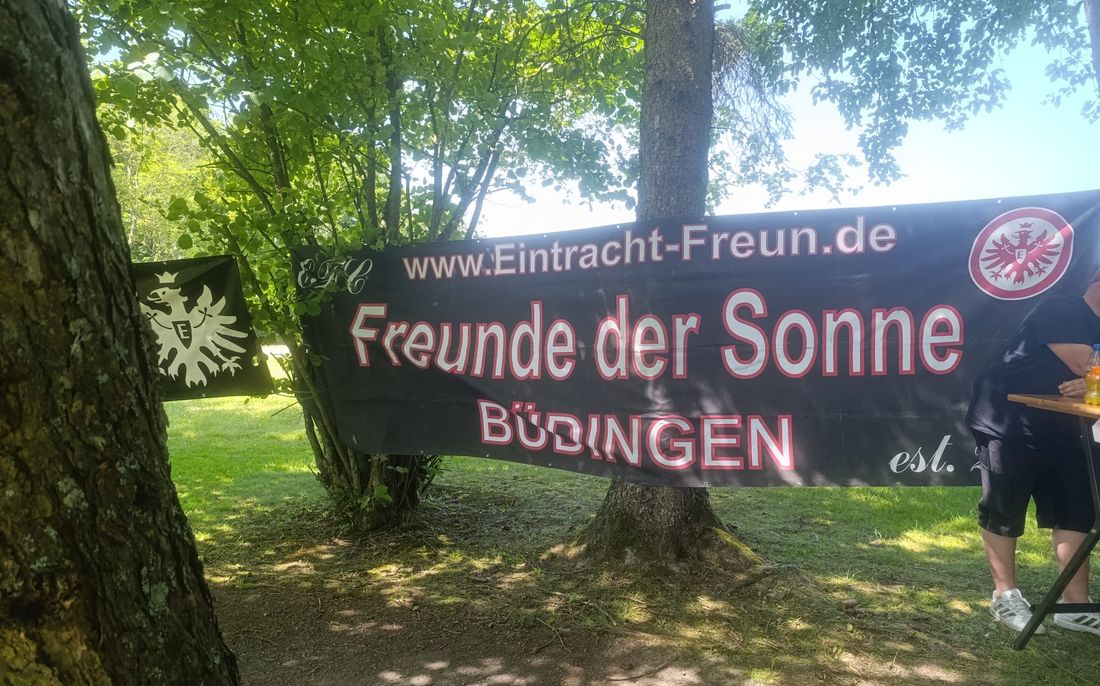 EFC
www.Eintracht-Freun.de
Freunde der Sonne
BÜDINGEN
est.
E
E